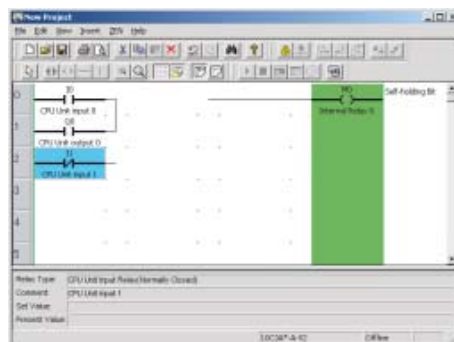 New Project
File Edit View Insert ZEN Help
0 I0 M0 Self-holding Bit
CPU Unit input 0 Internal Relay 0
1 Q0
CPU Unit output 0
2 I1
CPU Unit input 1
3
4
5
Relay Type CPU Unit Input Relay(Normally Closed)
Comment CPU Unit input 1
Set Value
Present Value
Offline